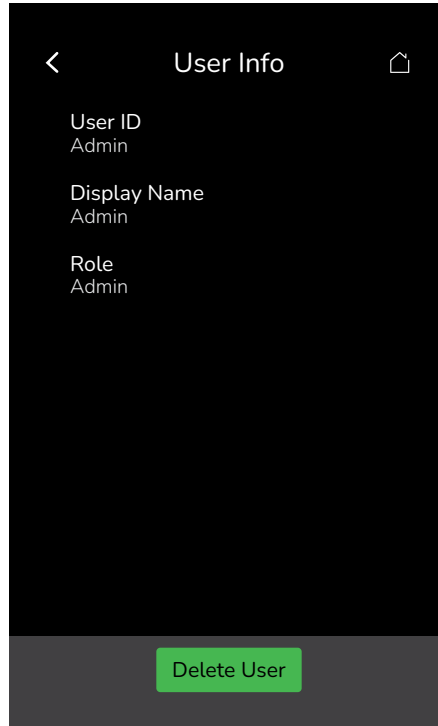 User Info
User ID
Admin
Display Name
Admin
Role
Admin
Delete User